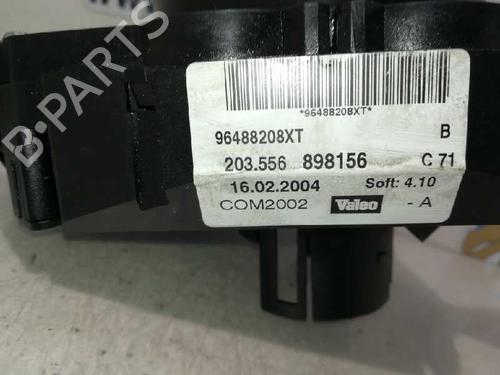 *96488208XT*
96488208XT B
203.556 898156 C 71
16.02.2004 Soft: 4.10
COM2002 Valeo - A
B-PARTS